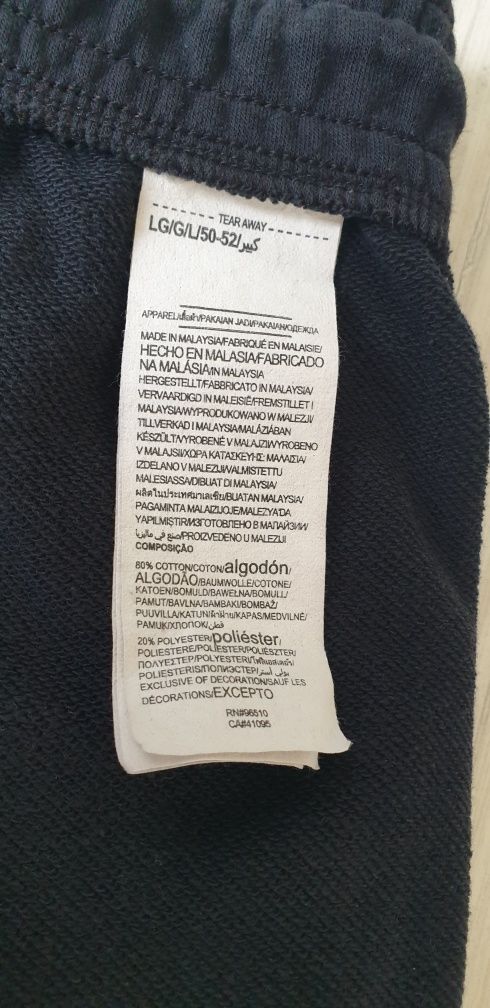 TEAR AWAY
LG/G/L/50-52/كبير
APPAREL/เสื้อผ้า/PAKAIAN JADI/PAKAIAN/ОДЕЖДА
MADE IN MALAYSIA/FABRIQUÉ EN MALAISIE/
HECHO EN MALASIA/FABRICADO
NA MALÁSIA/IN MALAYSIA
HERGESTELLT/FABBRICATO IN MALAYSIA/
VERVAARDIGD IN MALEISIË/FREMSTILLET I
MALAYSIA/WYPRODUKOWANO W MALEZJI/
TILLVERKAD I MALAYSIA/MALÁZIÁBAN
KÉSZÜLT/VYROBENÉ V MALAJZII/VYROBENO
V MALAJSII/ΧΩΡΑ ΚΑΤΑΣΚΕΥΗΣ: ΜΑΛΑΙΣΙΑ/
IZDELANO V MALEZIJI/VALMISTETTU
MALESIASSA/DIBUAT DI MALAYSIA/
ผลิตในประเทศมาเลเซีย/BUATAN MALAYSIA/
PAGAMINTA MALAIZIJOJE/MALEZYA'DA
YAPILMIŞTIR/ИЗГОТОВЛЕНО В МАЛАЙЗИИ/
صنع في ماليزيا/PROIZVEDENO U MALEZIJI
COMPOSIÇÃO
80% COTTON/COTON/algodón/
ALGODÃO/BAUMWOLLE/COTONE/
KATOEN/BOMULD/BAWEŁNA/BOMULL/
PAMUT/BAVLNA/ΒΑΜΒΑΚΙ/BOMBAŽ/
PUUVILLA/KATUN/ผ้าฝ้าย/KAPAS/MEDVILNĖ/
PAMUK/ХЛОПОК/قطن/
20% POLYESTER/poliéster/
POLIESTERE/POLIESTER/POLIÉSZTER/
ΠΟΛΥΕΣΤΕΡ/POLYESTERI/โพลีเอสเตอร์/
POLIESTERIS/ПОЛИЭСТЕР/بولي أستر/
EXCLUSIVE OF DECORATION/SAUF LES
DÉCORATIONS/EXCEPTO
RN#96510
CA#41095